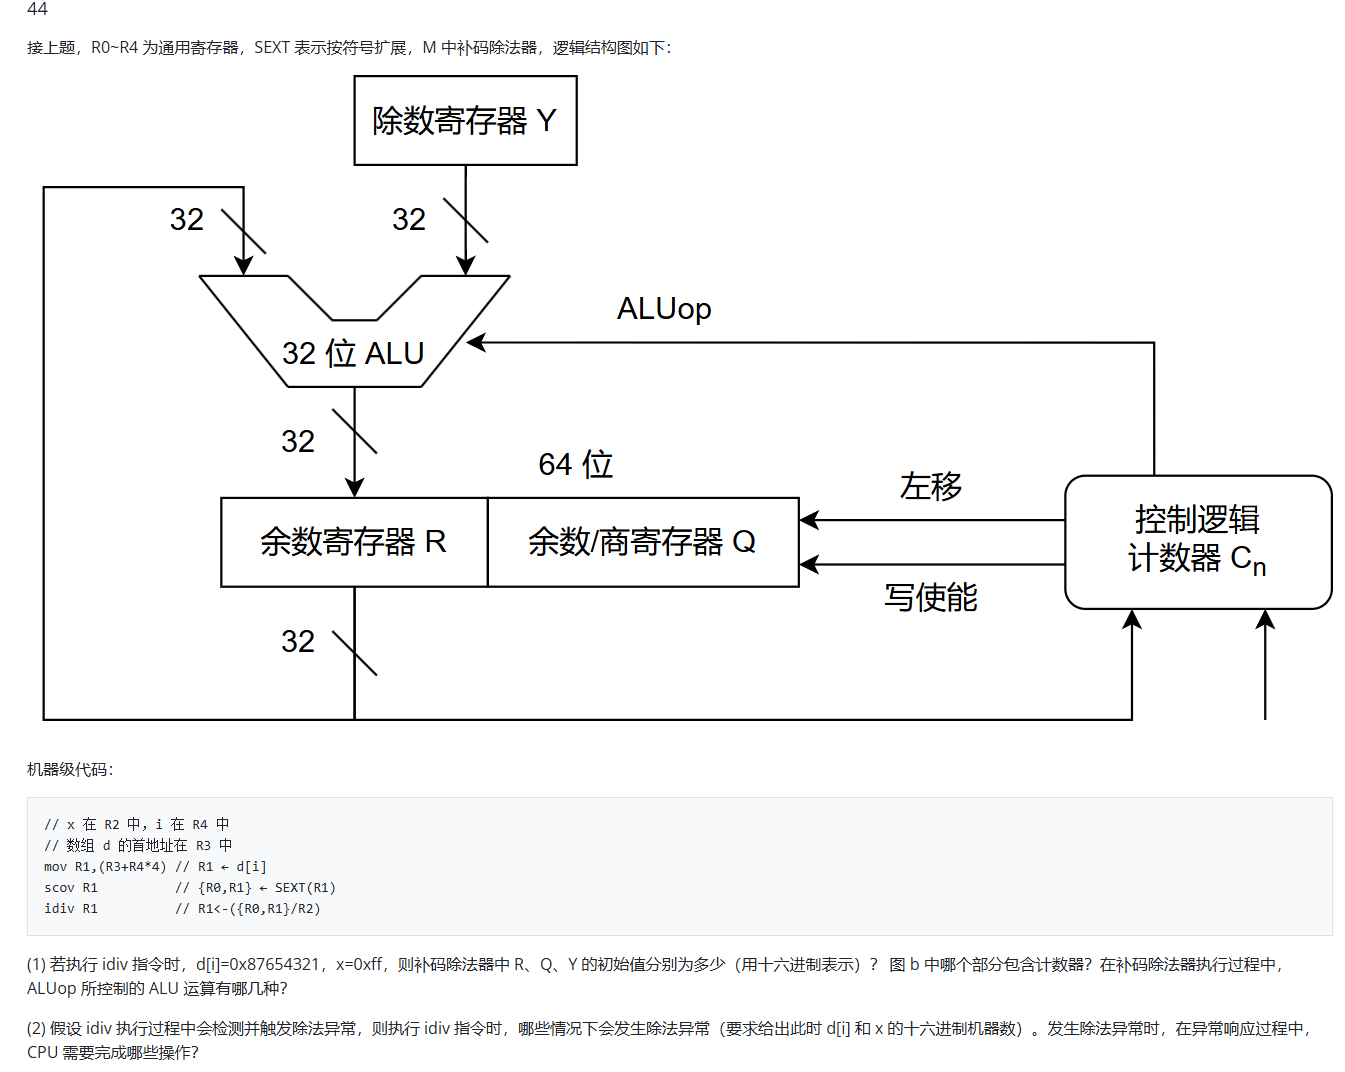 44
接上题，R0~R4 为通用寄存器，SEXT 表示按符号扩展，M 中补码除法器，逻辑结构图如下：
除数寄存器 Y
32
32
ALUop
32 位 ALU
32
64 位
左移
余数寄存器 R
余数/商寄存器 Q
控制逻辑
计数器 Cn
写使能
32
机器级代码：
// x 在 R2 中，i 在 R4 中
// 数组 d 的首地址在 R3 中
mov R1,(R3+R4*4) // R1 ← d[i]
scov R1 // {R0,R1} ← SEXT(R1)
idiv R1 // R1<-({R0,R1}/R2)
(1) 若执行 idiv 指令时，d[i]=0x87654321，x=0xff，则补码除法器中 R、Q、Y 的初始值分别为多少（用十六进制表示）？ 图 b 中哪个部分包含计数器？在补码除法器执行过程中，
ALUop 所控制的 ALU 运算有哪几种？
(2) 假设 idiv 执行过程中会检测并触发除法异常，则执行 idiv 指令时，哪些情况下会发生除法异常（要求给出此时 d[i] 和 x 的十六进制机器数）。发生除法异常时，在异常响应过程中，
CPU 需要完成哪些操作？